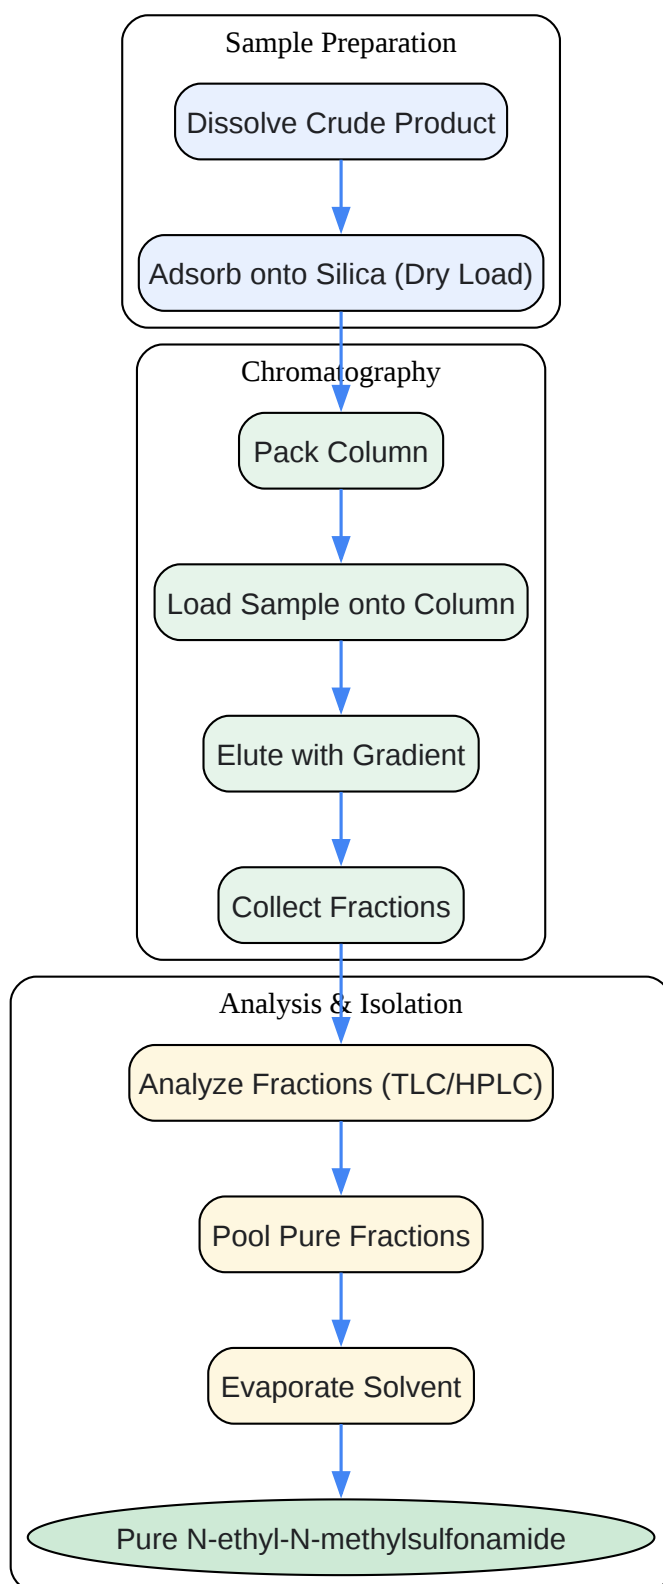 Sample Preparation
Dissolve Crude Product
Adsorb onto Silica (Dry Load)
Chromatography
Pack Column
Load Sample onto Column
Elute with Gradient
Collect Fractions
Analysis & Isolation
Analyze Fractions (TLC/HPLC)
Pool Pure Fractions
Evaporate Solvent
Pure N-ethyl-N-methylsulfonamide